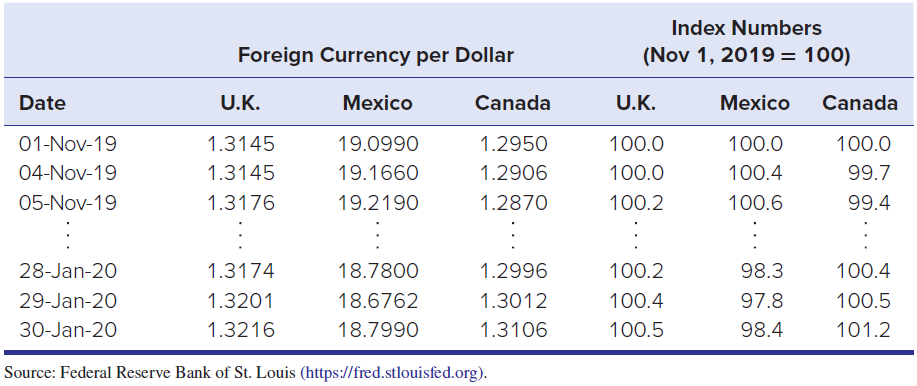 Index Numbers
Foreign Currency per Dollar (Nov 1, 2019 = 100)
Date U.K. Mexico Canada U.K. Mexico Canada
01-Nov-19 1.3145 19.0990 1.2950 100.0 100.0 100.0
04-Nov-19 1.3145 19.1660 1.2906 100.0 100.4 99.7
05-Nov-19 1.3176 19.2190 1.2870 100.2 100.6 99.4
⋮ ⋮ ⋮ ⋮ ⋮ ⋮ ⋮
28-Jan-20 1.3174 18.7800 1.2996 100.2 98.3 100.4
29-Jan-20 1.3201 18.6762 1.3012 100.4 97.8 100.5
30-Jan-20 1.3216 18.7990 1.3106 100.5 98.4 101.2
Source: Federal Reserve Bank of St. Louis (https://fred.stlouisfed.org).